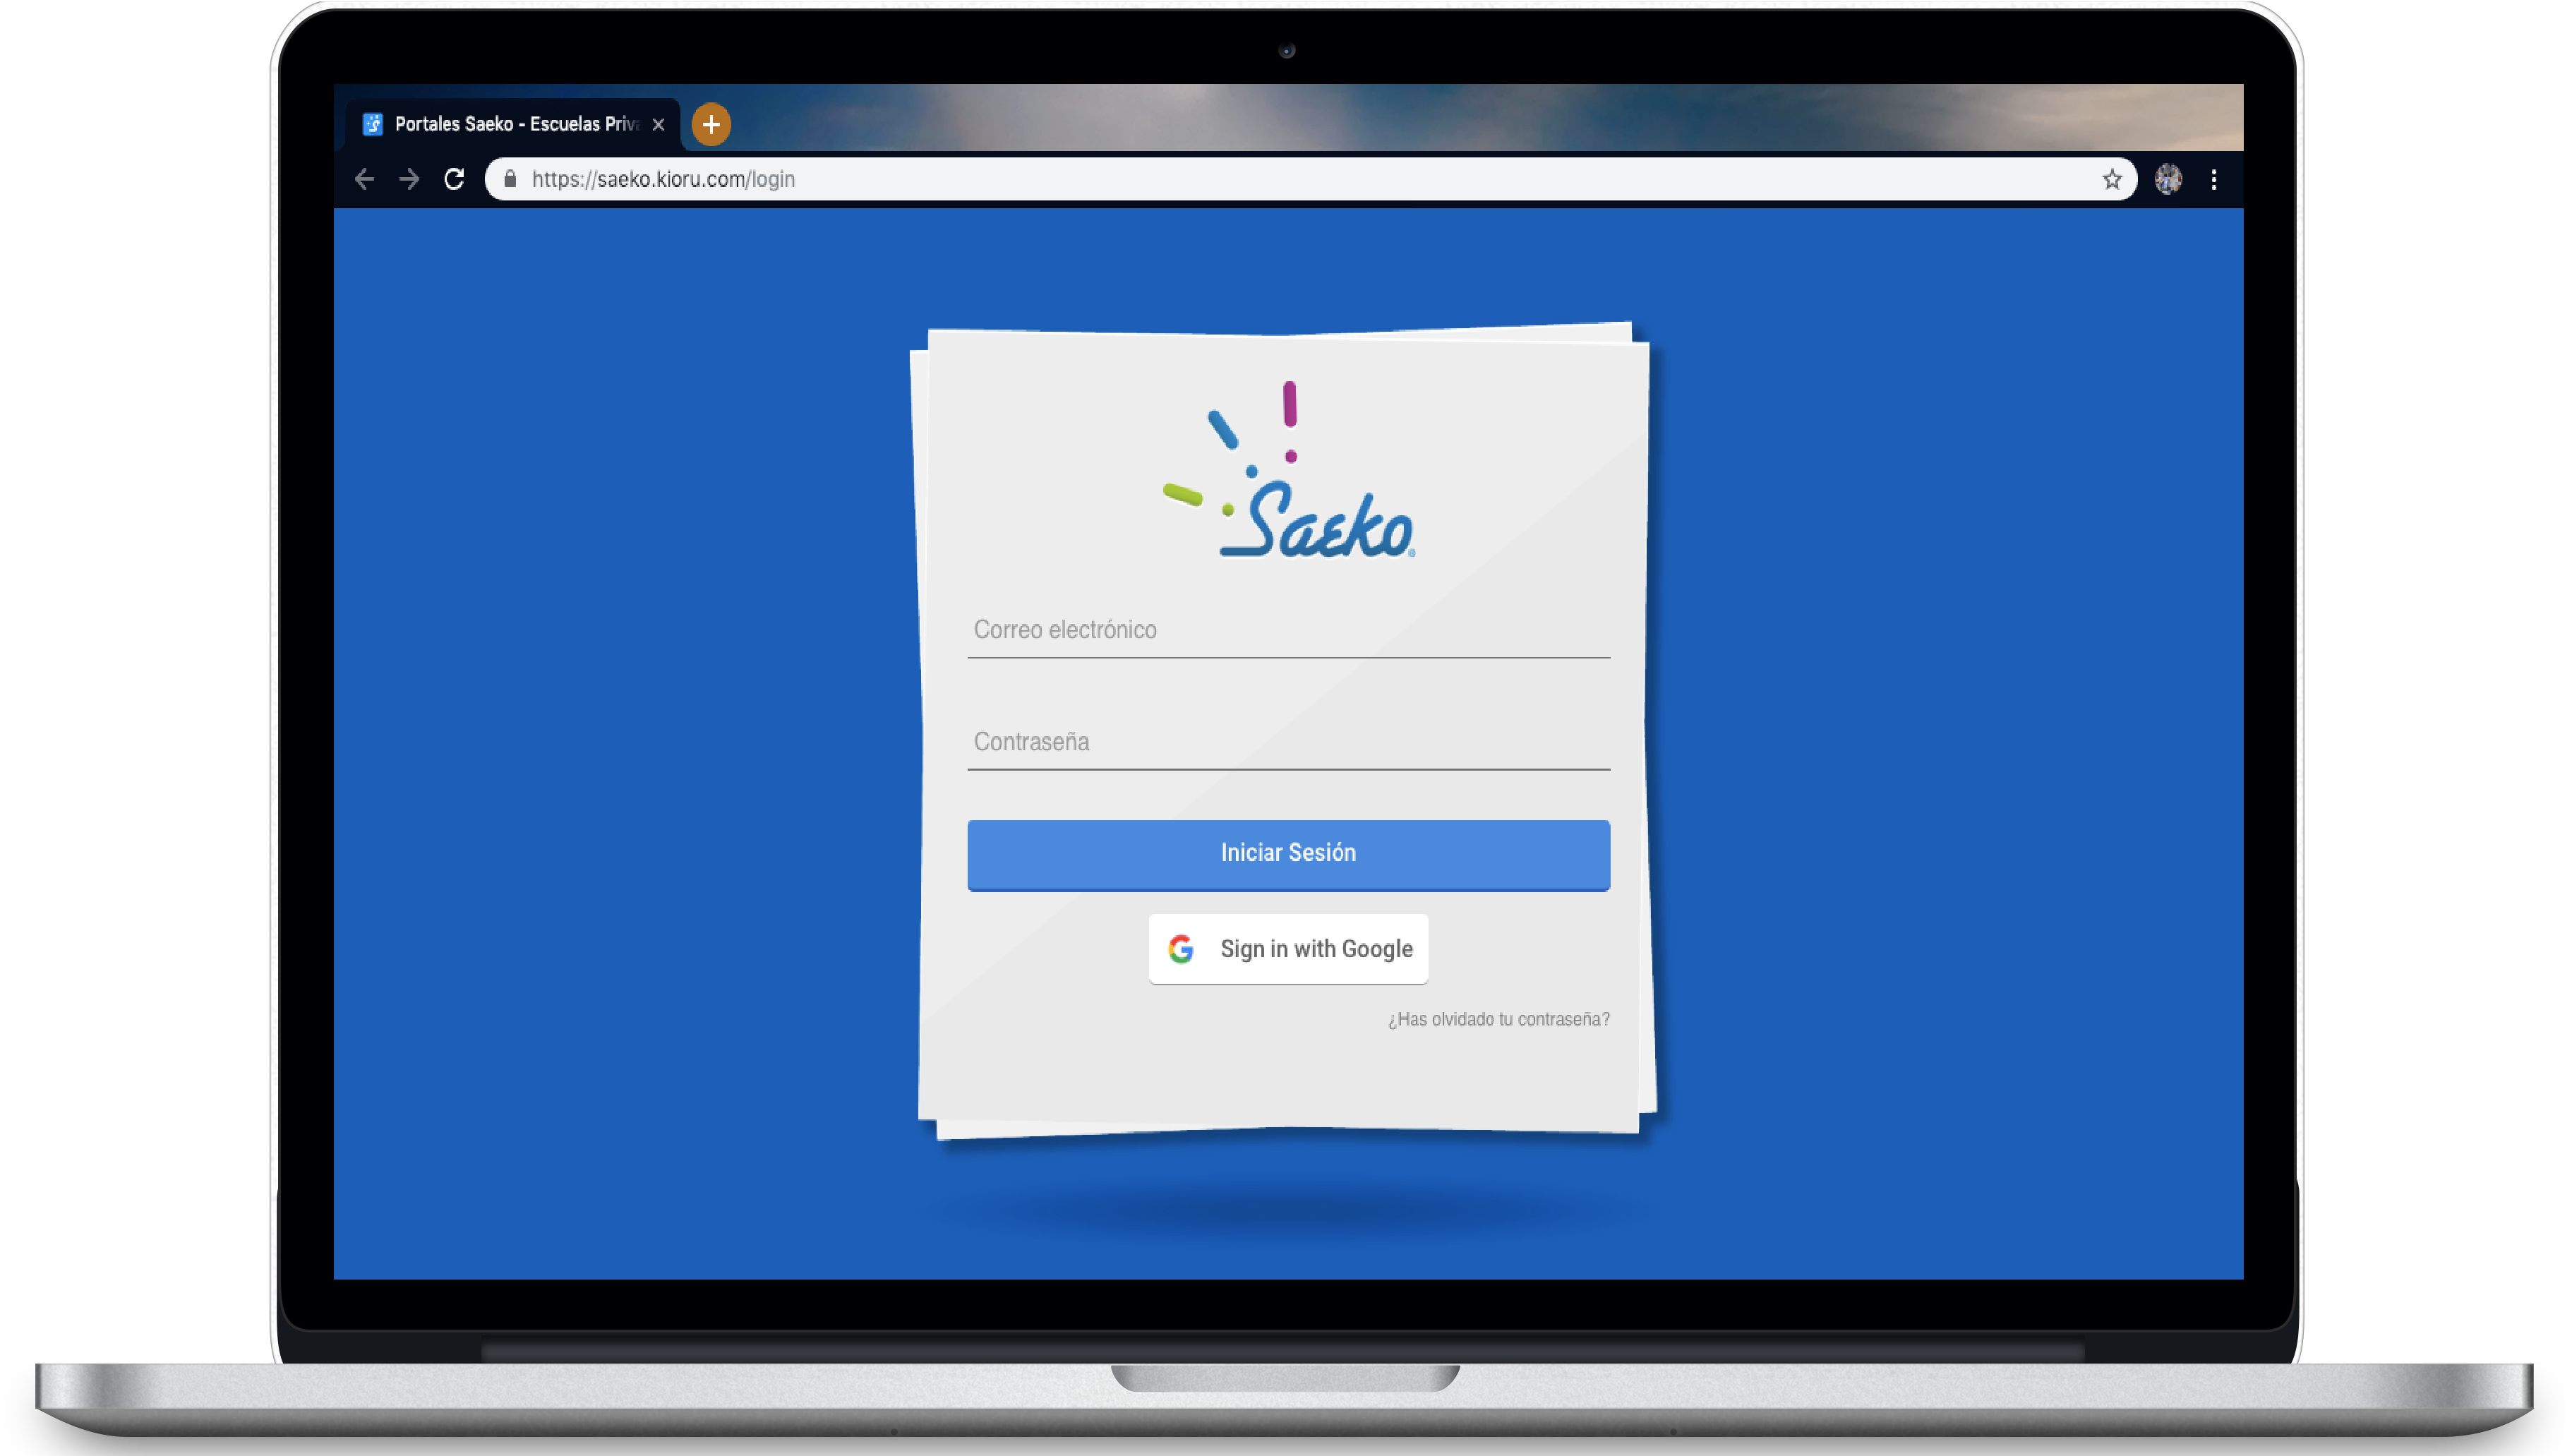 Portales Saeko - Escuelas Priv
https://saeko.kioru.com/login
Saeko
Correo electrónico
Contraseña
Iniciar Sesión
Sign in with Google
¿Has olvidado tu contraseña?